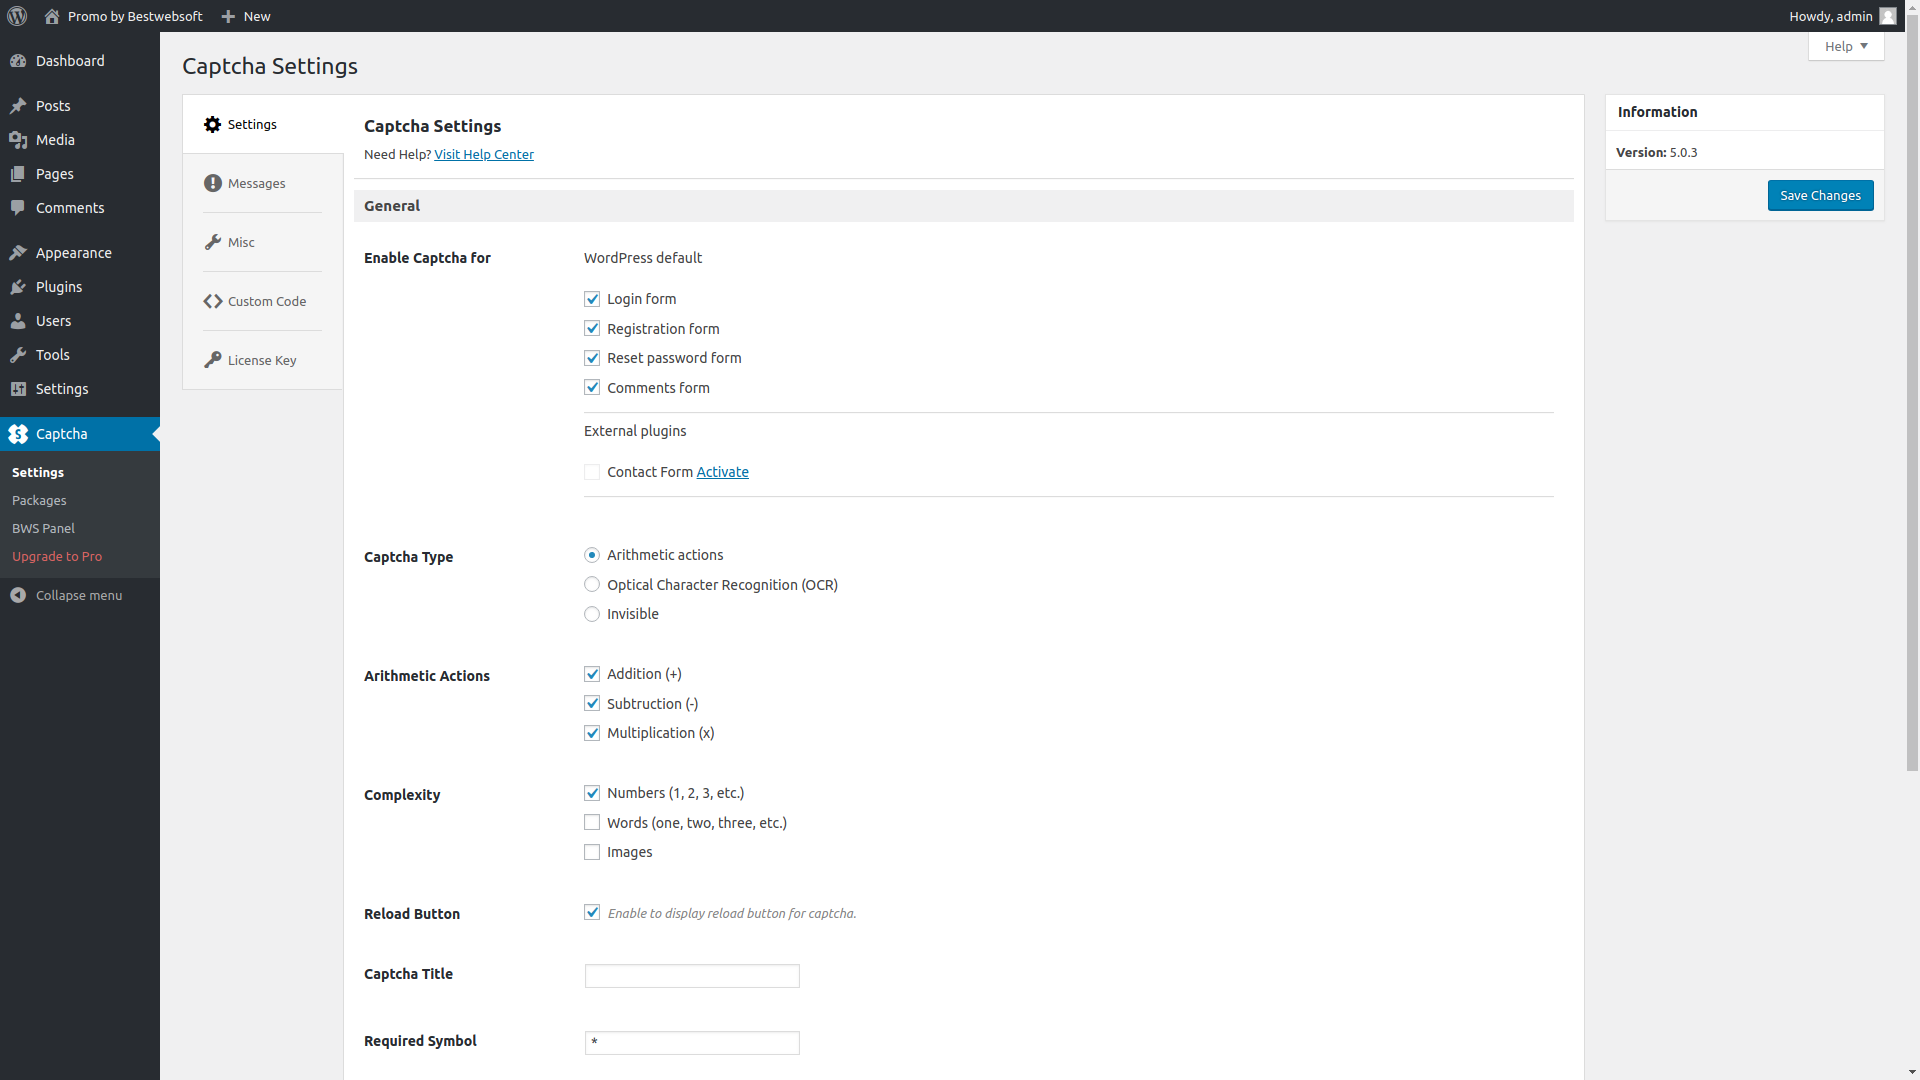 Promo by Bestwebsoft
New
Howdy, admin
Dashboard
Posts
Media
Pages
Comments
Appearance
Plugins
Users
Tools
Settings
Captcha
Settings
Packages
BWS Panel
Upgrade to Pro
Collapse menu
Help
Captcha Settings
Settings
Messages
Misc
Custom Code
License Key
Captcha Settings
Need Help? Visit Help Center
General
Enable Captcha for
WordPress default
Login form
Registration form
Reset password form
Comments form
External plugins
Contact Form Activate
Captcha Type
Arithmetic actions
Optical Character Recognition (OCR)
Invisible
Arithmetic Actions
Addition (+)
Subtruction (-)
Multiplication (x)
Complexity
Numbers (1, 2, 3, etc.)
Words (one, two, three, etc.)
Images
Reload Button
Enable to display reload button for captcha.
Captcha Title
Required Symbol
*
Information
Version: 5.0.3
Save Changes